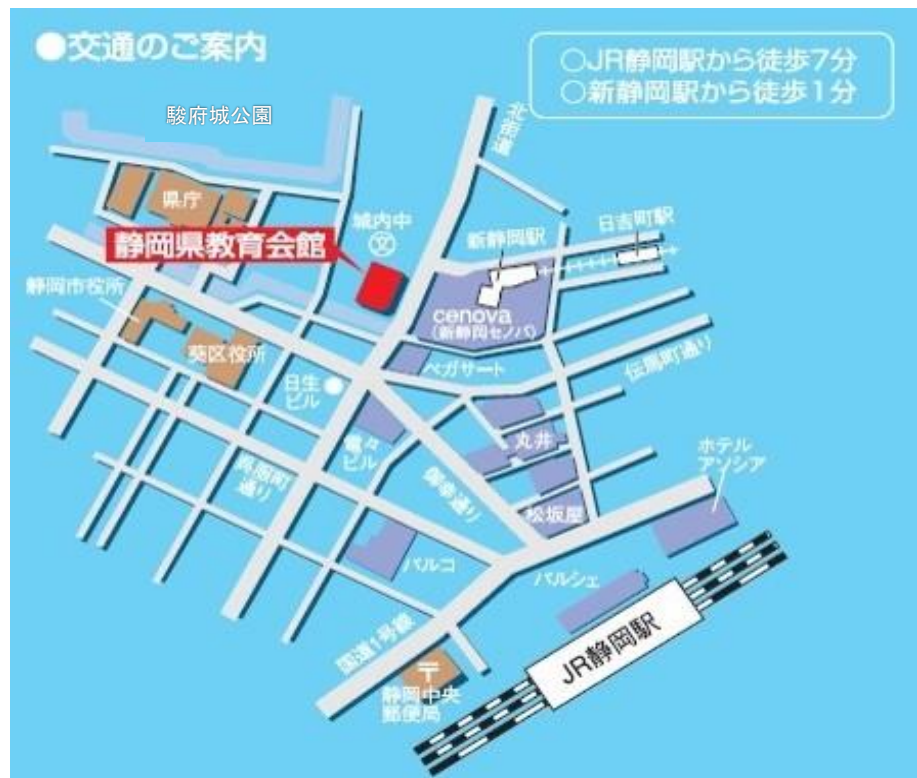 ●交通のご案内
○JR静岡駅から徒歩7分
○新静岡駅から徒歩1分
駿府城公園
北街道
県庁
城内中
文
新静岡駅
日吉町駅
静岡県教育会館
静岡市役所
cenova
(新静岡セノバ)
葵区役所
ペガサート
伝馬町通り
日生
ビル
電々
ビル
丸井
ホテル
アソシア
呉服町
通り
御幸通り
松坂屋
パルコ
パルシェ
国道1号線
JR静岡駅
〒
静岡中央
郵便局